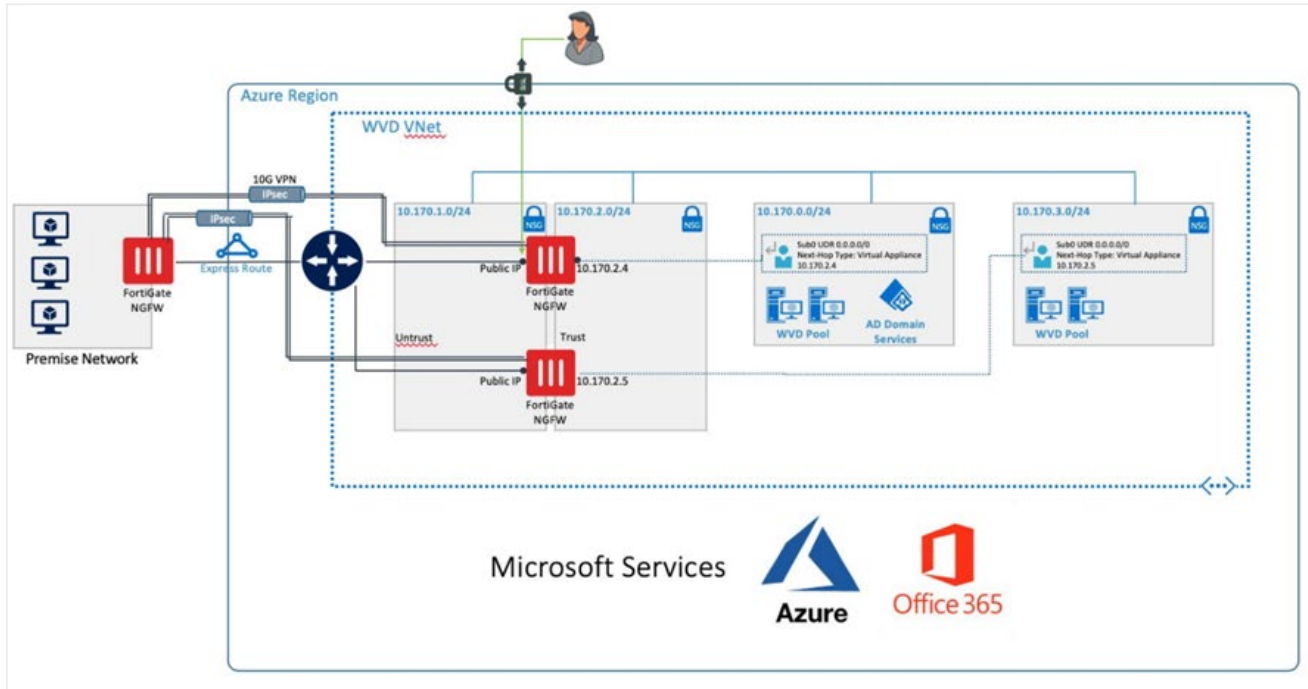 Azure Region
WVD VNet
10G VPN
IPsec
IPsec
Express Route
FortiGate
NGFW
Premise Network
10.170.1.0/24
NSG
10.170.2.0/24
NSG
Public IP
10.170.2.4
FortiGate
NGFW
Untrust
Trust
Public IP
10.170.2.5
FortiGate
NGFW
10.170.0.0/24
NSG
Sub0 UDR 0.0.0.0/0
Next-Hop Type: Virtual Appliance
10.170.2.4
WVD Pool
AD Domain
Services
10.170.3.0/24
NSG
Sub0 UDR 0.0.0.0/0
Next-Hop Type: Virtual Appliance
10.170.2.5
WVD Pool
Microsoft Services
Azure
Office 365